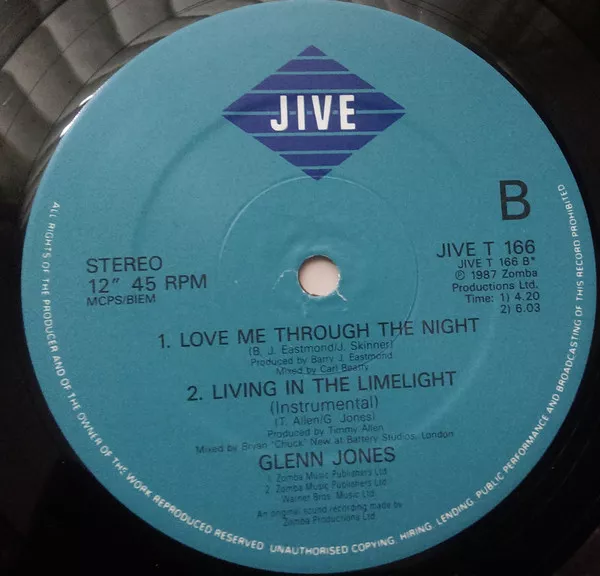 JIVE
B
STEREO
12" 45 RPM
MCPS/BIEM
JIVE T 166
JIVE T 166 B*
℗ 1987 Zomba
Productions Ltd.
Time: 1) 4.20
2) 6.03
1. LOVE ME THROUGH THE NIGHT
(B. J. Eastmond/J. Skinner)
Produced by Barry J. Eastmond
Mixed by Carl Beatty
2. LIVING IN THE LIMELIGHT
(Instrumental)
(T. Allen/G. Jones)
Produced by Timmy Allen
Mixed by Bryan "Chuck" New at Battery Studios, London
GLENN JONES
1. Zomba Music Publishers Ltd
2. Zomba Music Publishers Ltd
Warner Bros. Music Ltd.
An original sound recording made by
Zomba Productions Ltd.
ALL RIGHTS OF THE PRODUCER AND OF THE OWNER OF THE WORK REPRODUCED RESERVED. UNAUTHORISED COPYING, HIRING, LENDING, PUBLIC PERFORMANCE AND BROADCASTING OF THIS RECORD PROHIBITED